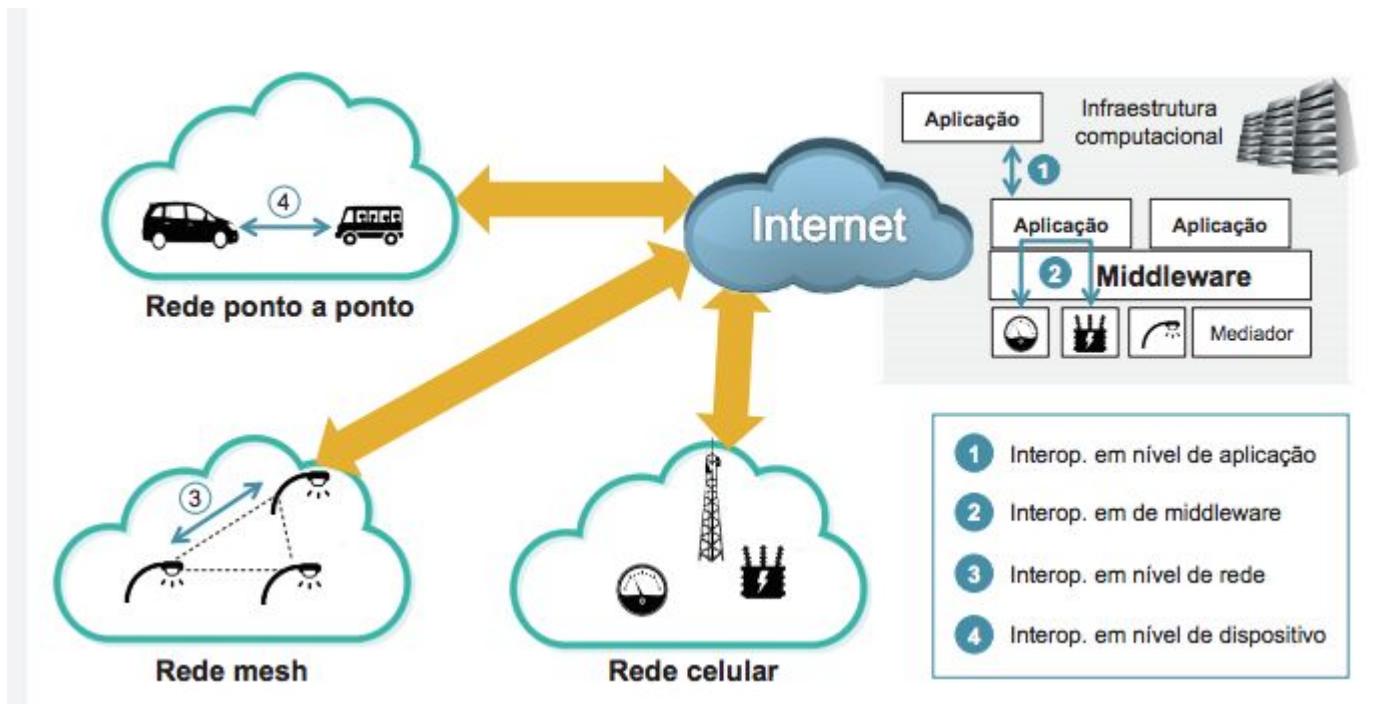 Aplicação
Infraestrutura
computacional
1
4
Internet
Aplicação
Aplicação
2
Middleware
Rede ponto a ponto
Mediador
1 Interop. em nível de aplicação
3
2 Interop. em de middleware
3 Interop. em nível de rede
4 Interop. em nível de dispositivo
Rede mesh
Rede celular